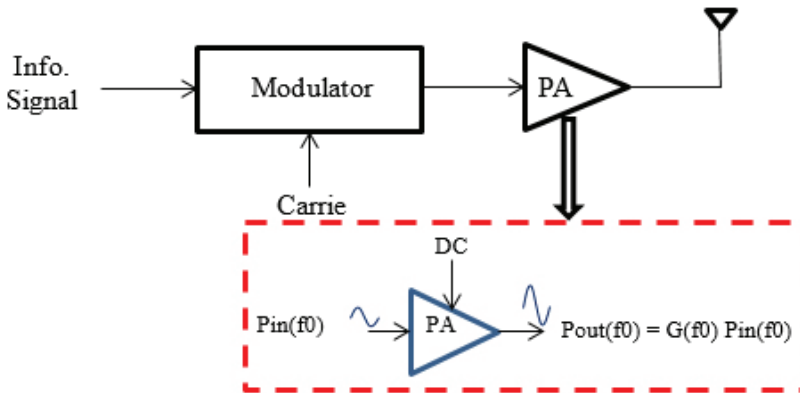 Info.
Signal
Modulator
PA
Carrie
DC
Pin(f0)
PA
Pout(f0) = G(f0) Pin(f0)